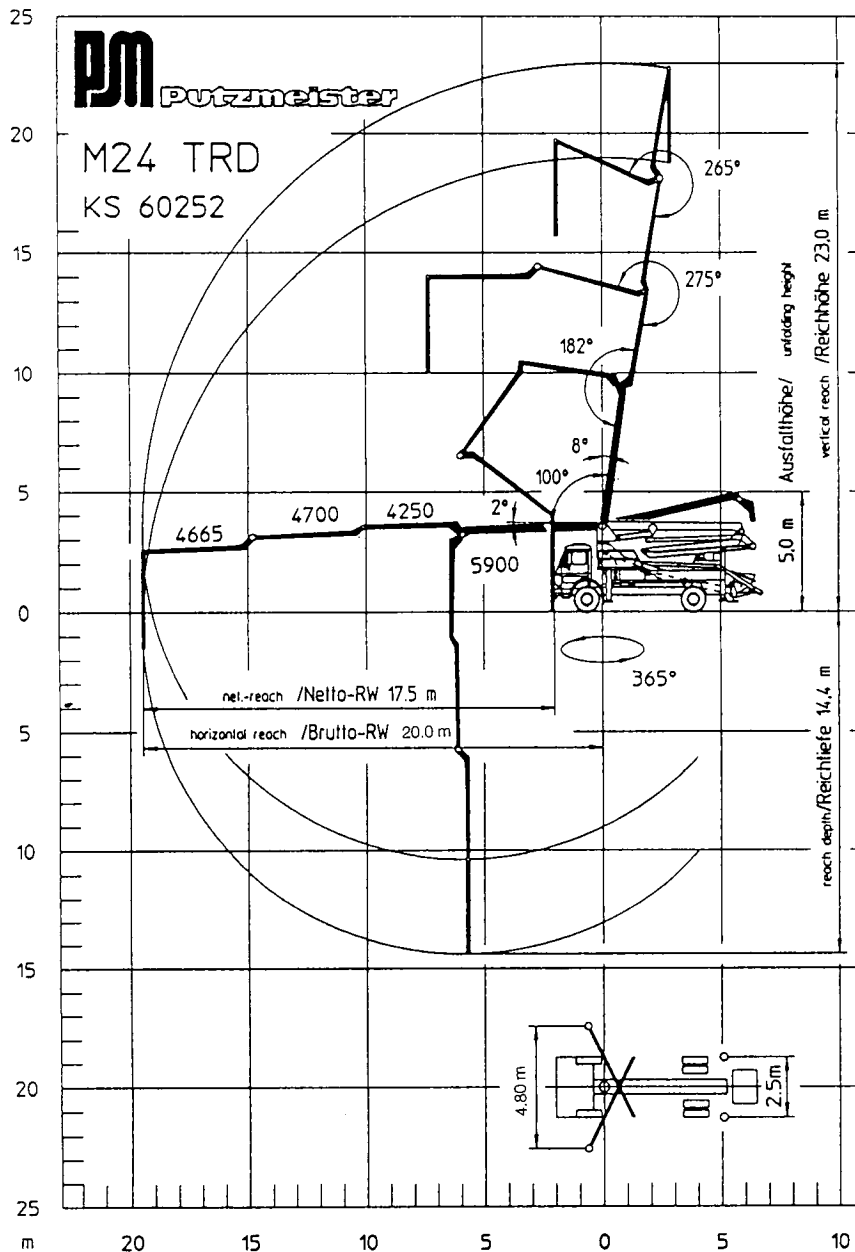 PM Putzmeister
M24 TRD
KS 60252
25
20
15
10
5
0
5
10
15
20
25
m
20
15
10
5
0
5
10
265°
275°
182°
8°
100°
2°
4665
4700
4250
5900
365°
net.-reach /Netto-RW 17.5 m
horizontal reach /Brutto-RW 20.0 m
5.0 m Ausfalthöhe/ unfolding height
vertical reach /Reichhöhe 23,0 m
reach depth/Reichtiefe 14,4 m
4.80 m
2.5m